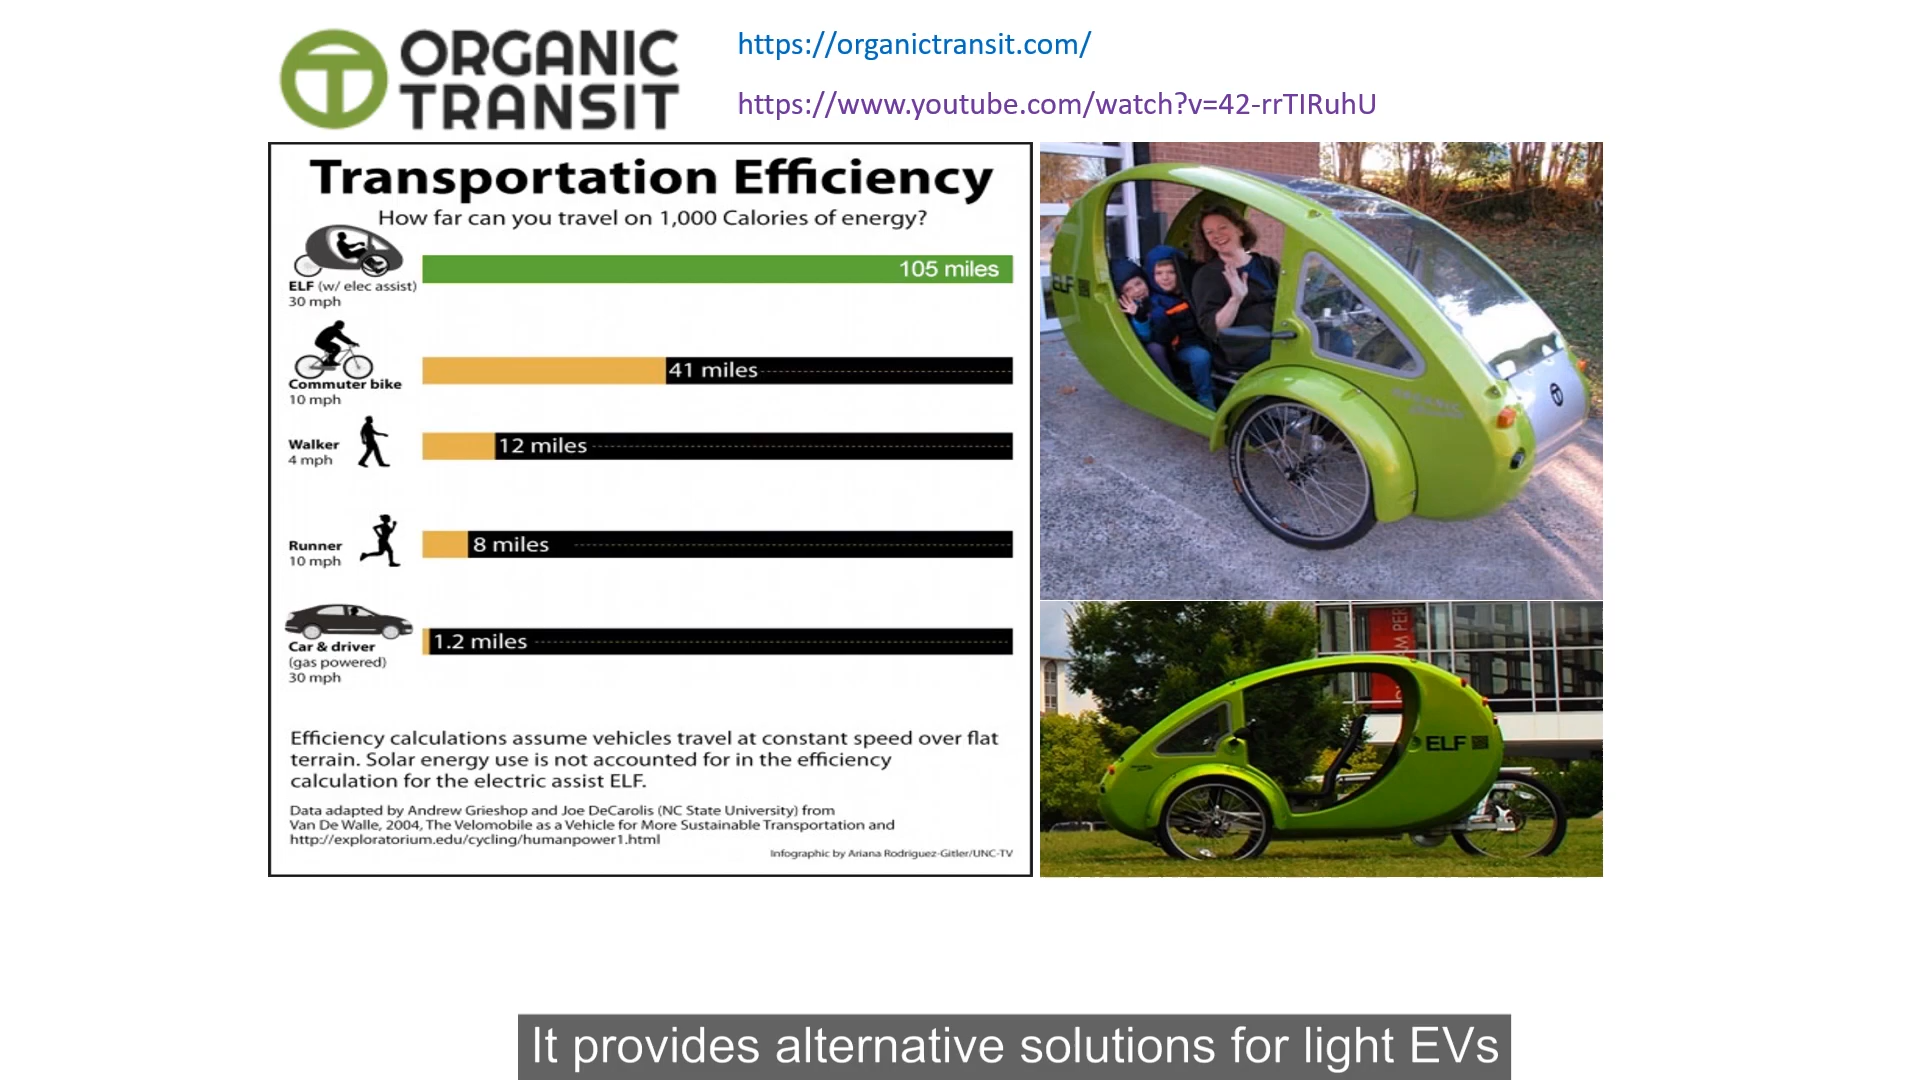 ORGANIC
TRANSIT
https://organictransit.com/
https://www.youtube.com/watch?v=42-rrTIRuhU
Transportation Efficiency
How far can you travel on 1,000 Calories of energy?
ELF (w/ elec assist)
30 mph
105 miles
Commuter bike
10 mph
41 miles
Walker
4 mph
12 miles
Runner
10 mph
8 miles
Car & driver
(gas powered)
30 mph
1.2 miles
Efficiency calculations assume vehicles travel at constant speed over flat
terrain. Solar energy use is not accounted for in the efficiency
calculation for the electric assist ELF.
Data adapted by Andrew Grieshop and Joe DeCarolis (NC State University) from
Van De Walle, 2004, The Velomobile as a Vehicle for More Sustainable Transportation and
http://exploratorium.edu/cycling/humanpower1.html
Infographic by Ariana Rodriguez-Gitler/UNC-TV
ELF
ELF
It provides alternative solutions for light EVs